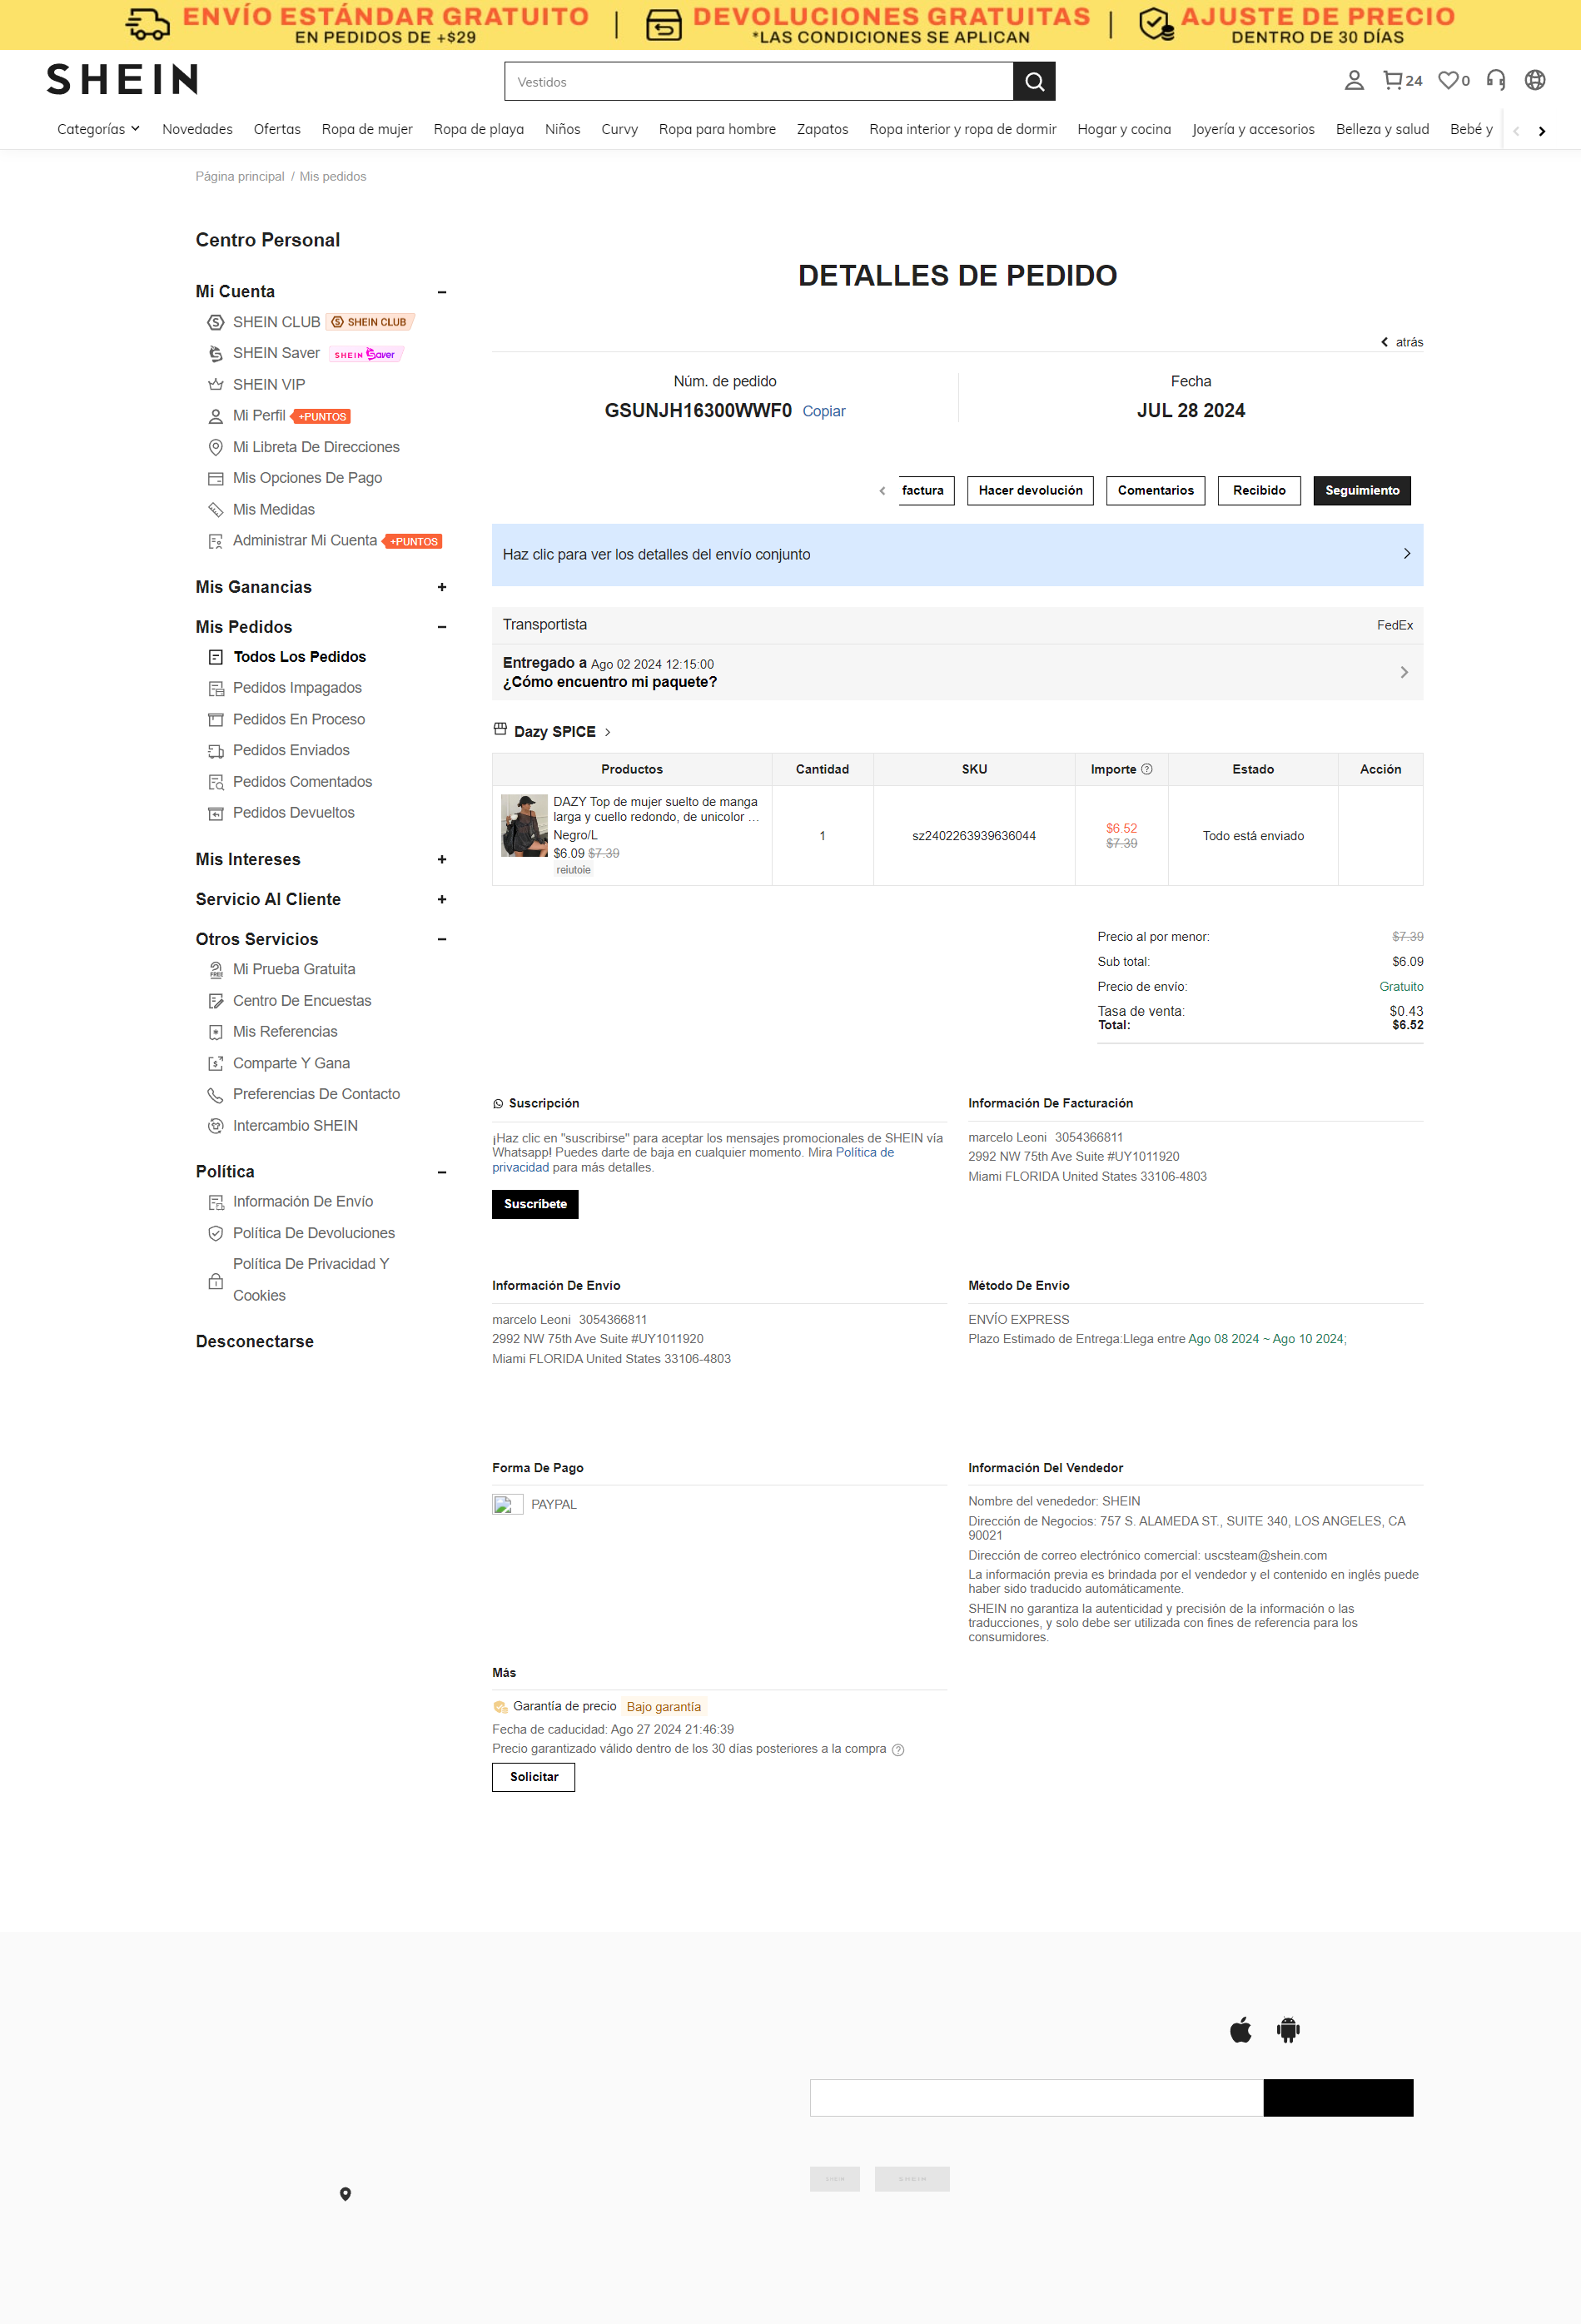 ENVÍO ESTÁNDAR GRATUITO
EN PEDIDOS DE +$29
DEVOLUCIONES GRATUITAS
*LAS CONDICIONES SE APLICAN
AJUSTE DE PRECIO
DENTRO DE 30 DÍAS
SHEIN
Vestidos
24
0
Categorías
Novedades
Ofertas
Ropa de mujer
Ropa de playa
Niños
Curvy
Ropa para hombre
Zapatos
Ropa interior y ropa de dormir
Hogar y cocina
Joyería y accesorios
Belleza y salud
Bebé y
Página principal / Mis pedidos
Centro Personal
Mi Cuenta
SHEIN CLUB SHEIN CLUB
SHEIN Saver SHEIN Saver
SHEIN VIP
Mi Perfil +PUNTOS
Mi Libreta De Direcciones
Mis Opciones De Pago
Mis Medidas
Administrar Mi Cuenta +PUNTOS
Mis Ganancias
Mis Pedidos
Todos Los Pedidos
Pedidos Impagados
Pedidos En Proceso
Pedidos Enviados
Pedidos Comentados
Pedidos Devueltos
Mis Intereses
Servicio Al Cliente
Otros Servicios
FREE
Mi Prueba Gratuita
Centro De Encuestas
Mis Referencias
Comparte Y Gana
Preferencias De Contacto
Intercambio SHEIN
Política
Información De Envío
Política De Devoluciones
Política De Privacidad Y
Cookies
Desconectarse
DETALLES DE PEDIDO
atrás
Núm. de pedido
GSUNJH16300WWF0 Copiar
Fecha
JUL 28 2024
factura
Hacer devolución
Comentarios
Recibido
Seguimiento
Haz clic para ver los detalles del envío conjunto
Transportista
FedEx
Entregado a Ago 02 2024 12:15:00
¿Cómo encuentro mi paquete?
Dazy SPICE
Productos
Cantidad
SKU
Importe
Estado
Acción
DAZY Top de mujer suelto de manga
larga y cuello redondo, de unicolor ...
Negro/L
$6.09 $7.39
reiutoie
1
sz2402263939636044
$6.52
$7.39
Todo está enviado
Precio al por menor: $7.39
Sub total: $6.09
Precio de envío: Gratuito
Tasa de venta: $0.43
Total: $6.52
Suscripción
¡Haz clic en "suscribirse" para aceptar los mensajes promocionales de SHEIN vía
Whatsapp! Puedes darte de baja en cualquier momento. Mira Política de
privacidad para más detalles.
Suscríbete
Información De Facturación
marcelo Leoni 3054366811
2992 NW 75th Ave Suite #UY1011920
Miami FLORIDA United States 33106-4803
Información De Envío
marcelo Leoni 3054366811
2992 NW 75th Ave Suite #UY1011920
Miami FLORIDA United States 33106-4803
Método De Envío
ENVÍO EXPRESS
Plazo Estimado de Entrega:Llega entre Ago 08 2024 ~ Ago 10 2024;
Forma De Pago
PAYPAL
Información Del Vendedor
Nombre del venededor: SHEIN
Dirección de Negocios: 757 S. ALAMEDA ST., SUITE 340, LOS ANGELES, CA
90021
Dirección de correo electrónico comercial: uscsteam@shein.com
La información previa es brindada por el vendedor y el contenido en inglés puede
haber sido traducido automáticamente.
SHEIN no garantiza la autenticidad y precisión de la información o las
traducciones, y solo debe ser utilizada con fines de referencia para los
consumidores.
Más
Garantía de precio Bajo garantía
Fecha de caducidad: Ago 27 2024 21:46:39
Precio garantizado válido dentro de los 30 días posteriores a la compra
Solicitar
SHEIN
SHEIN